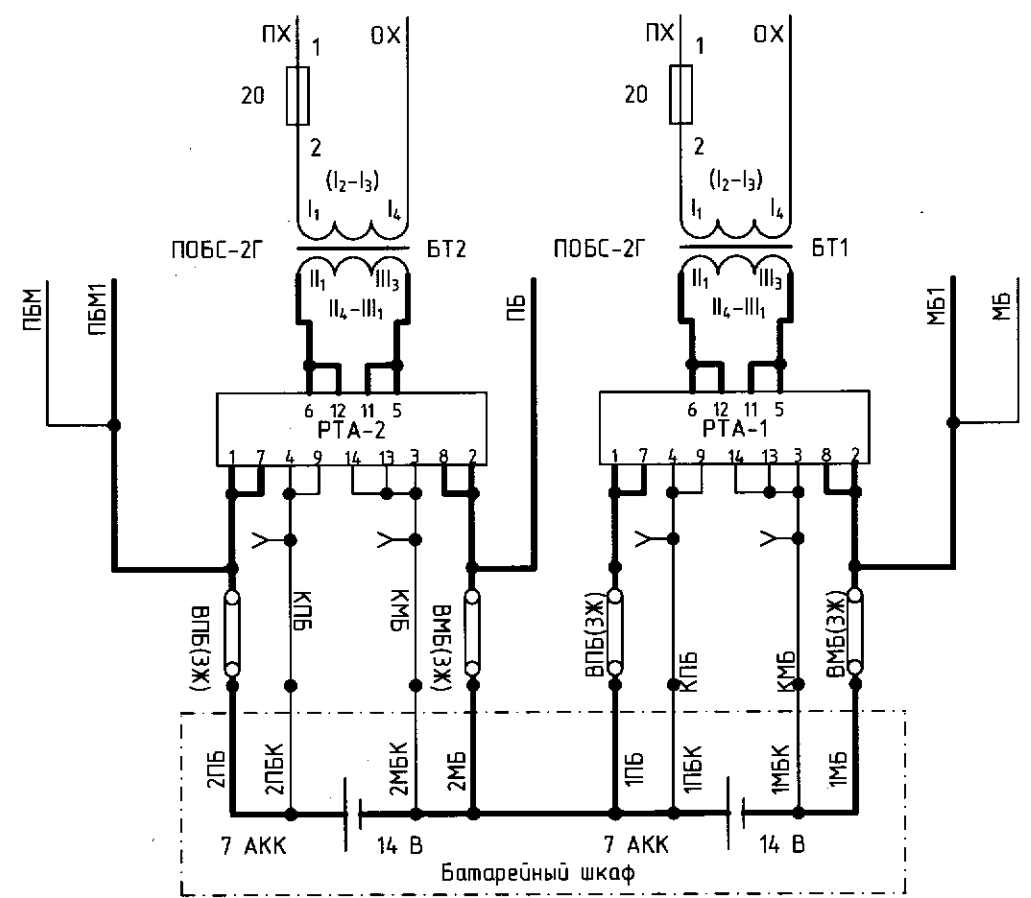 ПХ 1 ОХ ПХ 1 ОХ
20 20
2 2
(I₂-I₃) (I₂-I₃)
I₁ I₄ I₁ I₄
ПОБС-2Г БТ2 ПОБС-2Г БТ1
II₁ III₃ II₁ III₃
II₄-III₁ II₄-III₁
ПБМ ПБМ1 ПБ МБ1 МБ
6 12 11 5 6 12 11 5
РТА-2 РТА-1
1 7 4 9 14 13 3 8 2 1 7 4 9 14 13 3 8 2
ВПБ(ЗЖ) КПБ КМБ ВМБ(ЗЖ) ВПБ(ЗЖ) КПБ КМБ ВМБ(ЗЖ)
2ПБ 2ПБК 2МБК 2МБ 1ПБ 1ПБК 1МБК 1МБ
7 АКК 14 В 7 АКК 14 В
Батарейный шкаф